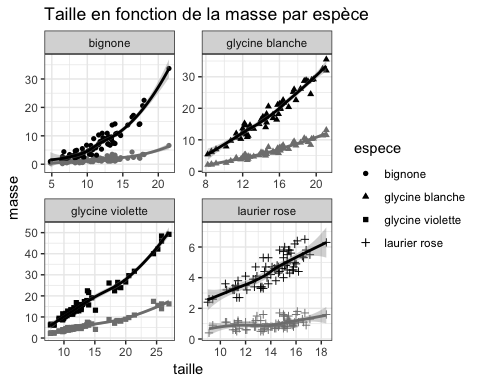 Taille en fonction de la masse par espèce
bignone
glycine blanche
30
20
10
0
5 10 15 20
30
20
10
0
8 12 16 20
glycine violette
laurier rose
50
40
30
20
10
0
10 15 20 25
6
4
2
0
10 12 14 16 18
masse
taille
espece
bignone
glycine blanche
glycine violette
laurier rose